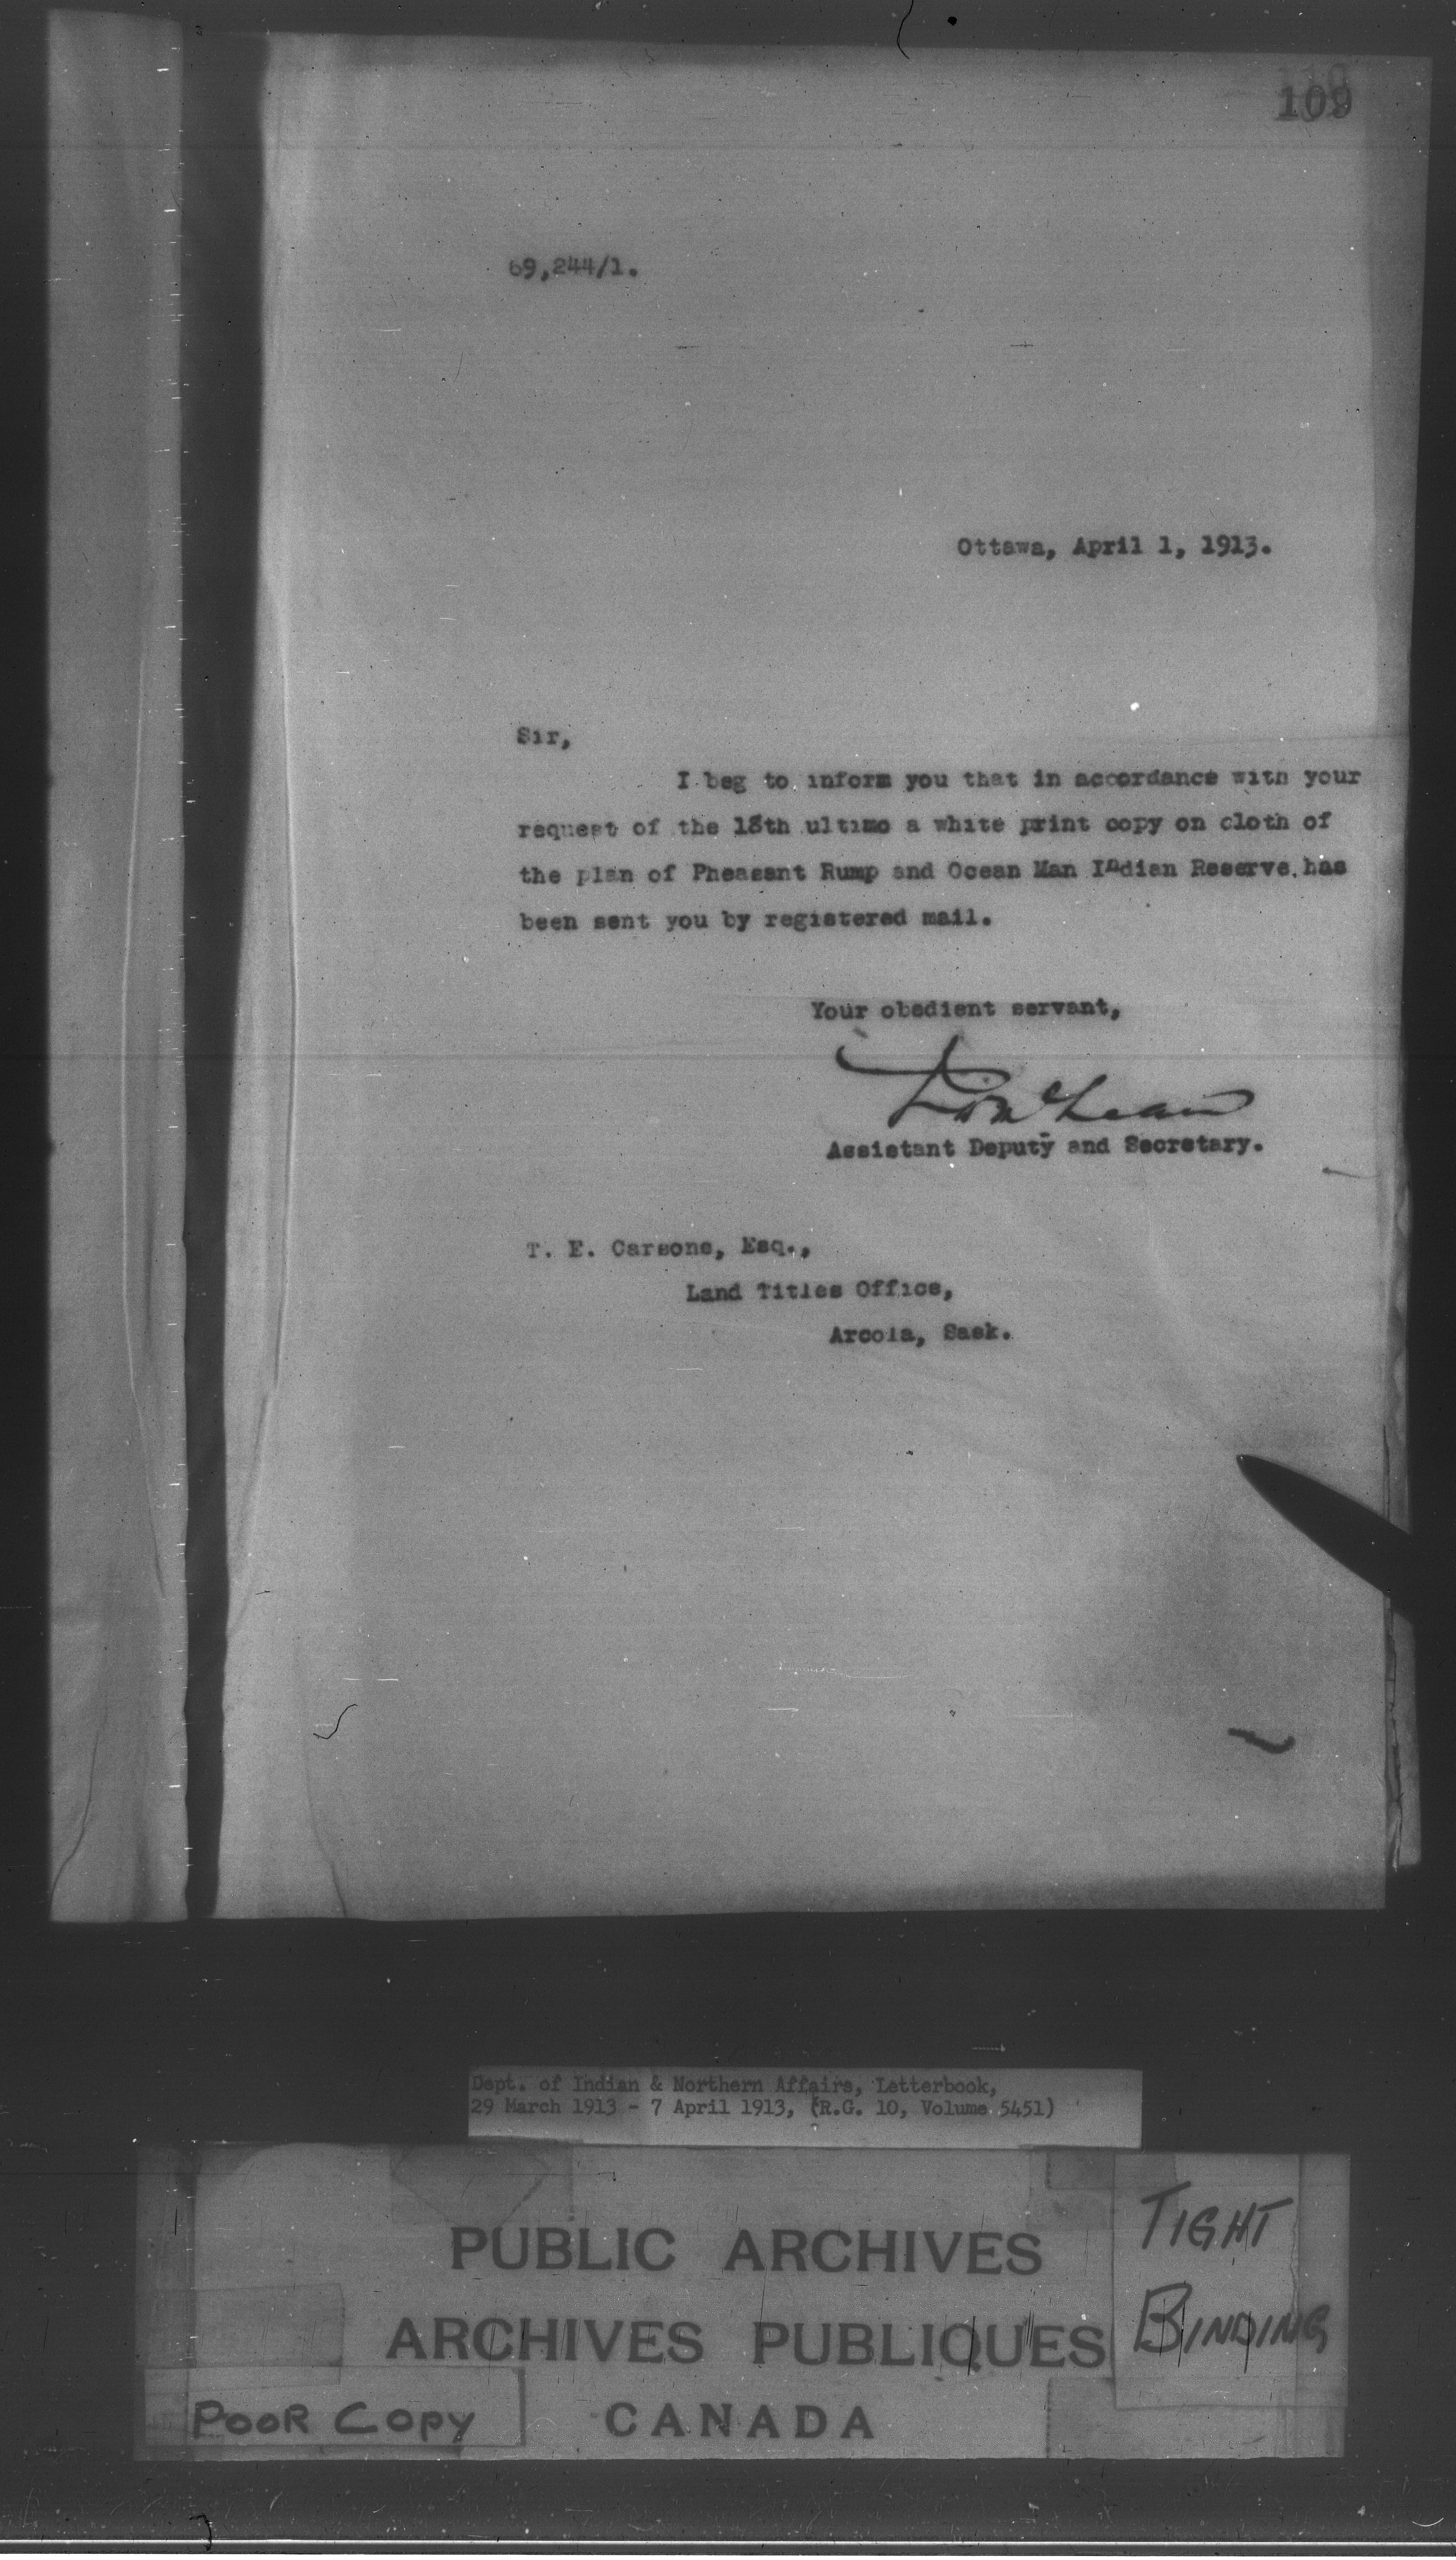 109
69,244/1.
Ottawa, April 1, 1913.
Sir,
I beg to inform you that in accordance with your
request of the 18th ultimo a white print copy on cloth of
the plan of Pheasant Rump and Ocean Man Indian Reserve has
been sent you by registered mail.
Your obedient servant,
Assistant Deputy and Secretary.
T. E. Carsone, Esq.,
Land Titles Office,
Arcola, Sask.
Dept. of Indian & Northern Affairs, Letterbook,
29 March 1913 - 7 April 1913, (R.G. 10, Volume 5451)
PUBLIC ARCHIVES
ARCHIVES PUBLIQUES
CANADA
TIGHT
BINDING
POOR COPY